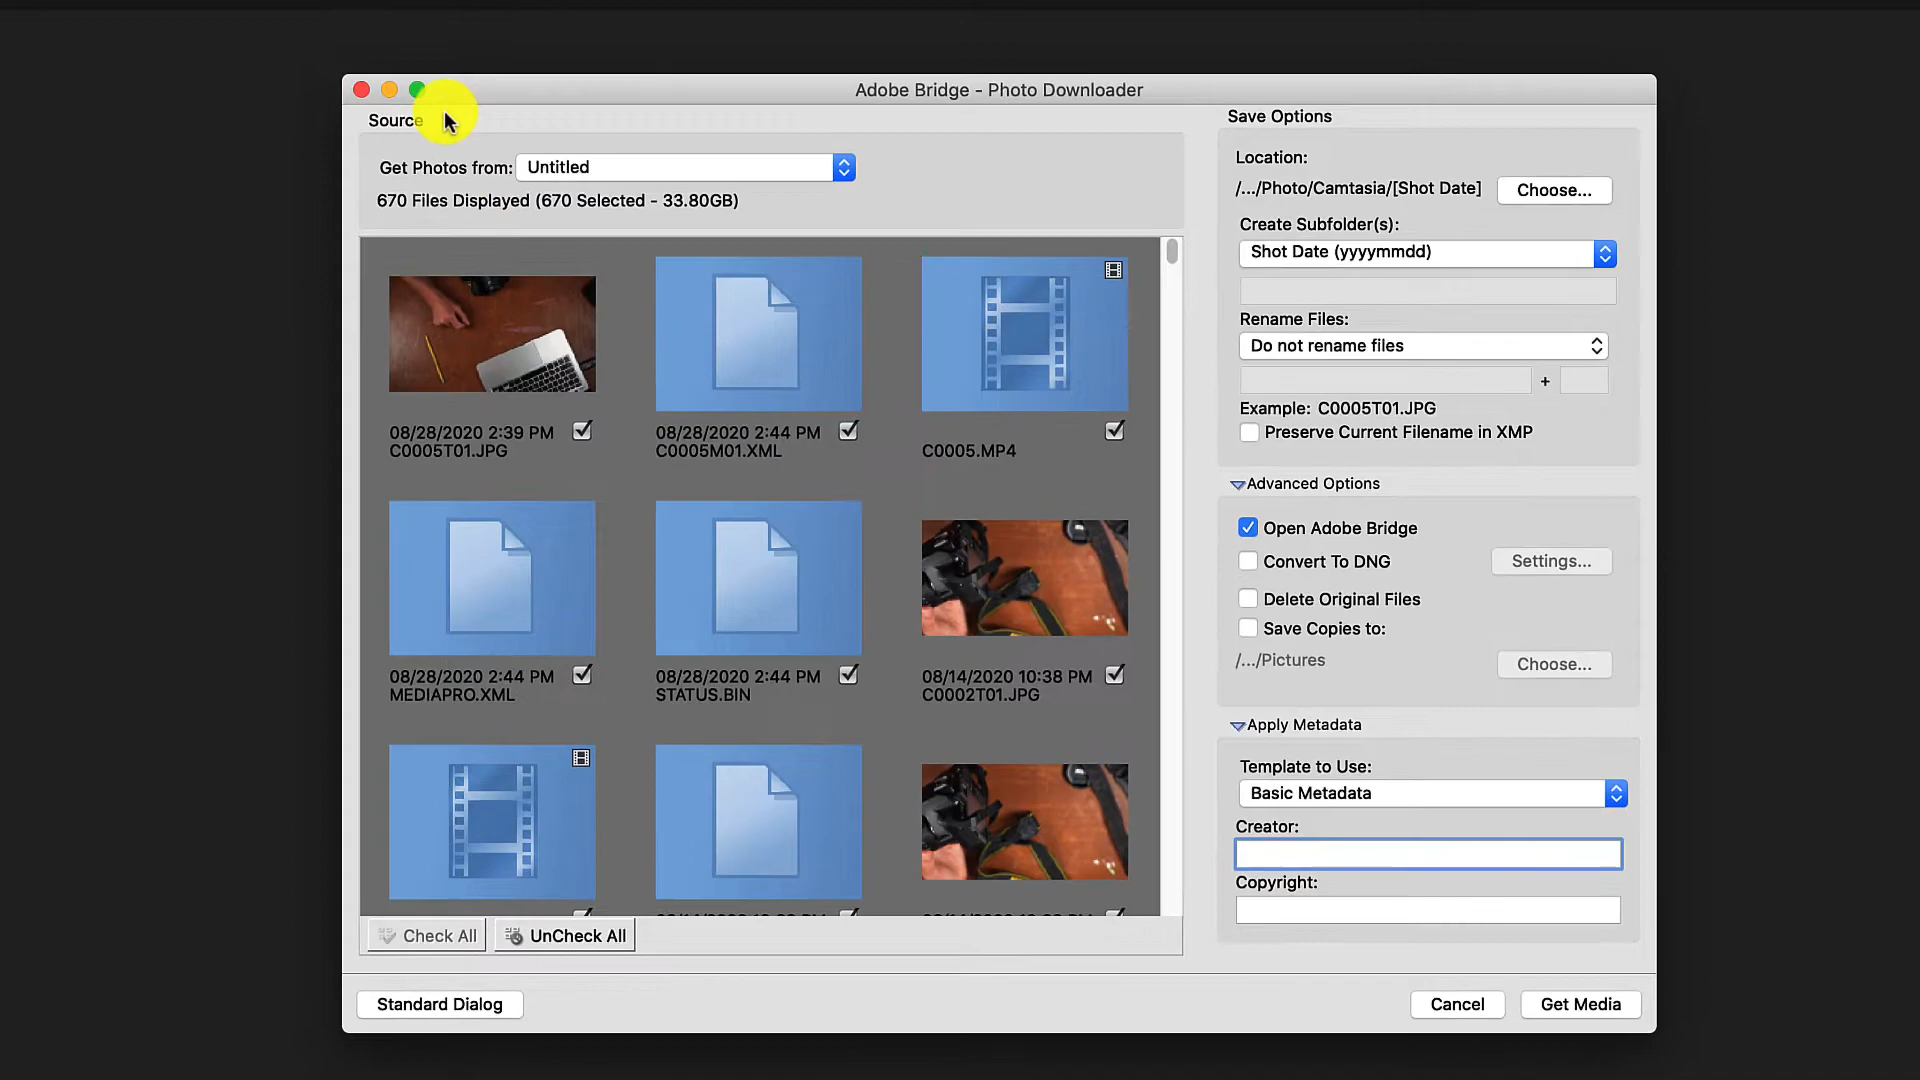 Adobe Bridge - Photo Downloader
Source
Get Photos from: Untitled
670 Files Displayed (670 Selected - 33.80GB)
08/28/2020 2:39 PM
C0005T01.JPG
08/28/2020 2:44 PM
C0005M01.XML
C0005.MP4
08/28/2020 2:44 PM
MEDIAPRO.XML
08/28/2020 2:44 PM
STATUS.BIN
08/14/2020 10:38 PM
C0002T01.JPG
Check All
UnCheck All
Save Options
Location:
/.../Photo/Camtasia/[Shot Date] Choose...
Create Subfolder(s):
Shot Date (yyyymmdd)
Rename Files:
Do not rename files
+
Example: C0005T01.JPG
Preserve Current Filename in XMP
Advanced Options
Open Adobe Bridge
Convert To DNG Settings...
Delete Original Files
Save Copies to:
/.../Pictures Choose...
Apply Metadata
Template to Use:
Basic Metadata
Creator:
Copyright:
Standard Dialog
Cancel
Get Media